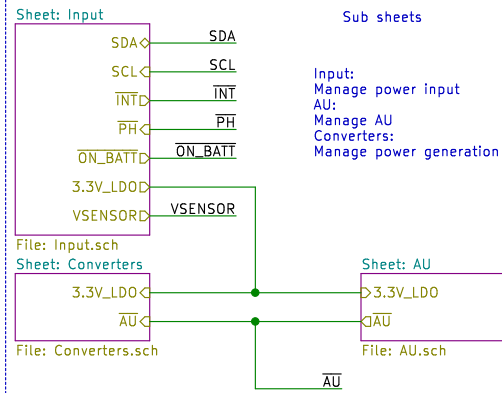 Sheet: Input
Sub sheets
SDA
SDA
SCL
SCL
INT
INT
PH
PH
ON_BATT
ON_BATT
3.3V_LDO
VSENSOR
VSENSOR
File: Input.sch
Input:
Manage power input
AU:
Manage AU
Converters:
Manage power generation
Sheet: Converters
3.3V_LDO
AU
File: Converters.sch
Sheet: AU
3.3V_LDO
AU
File: AU.sch
AU